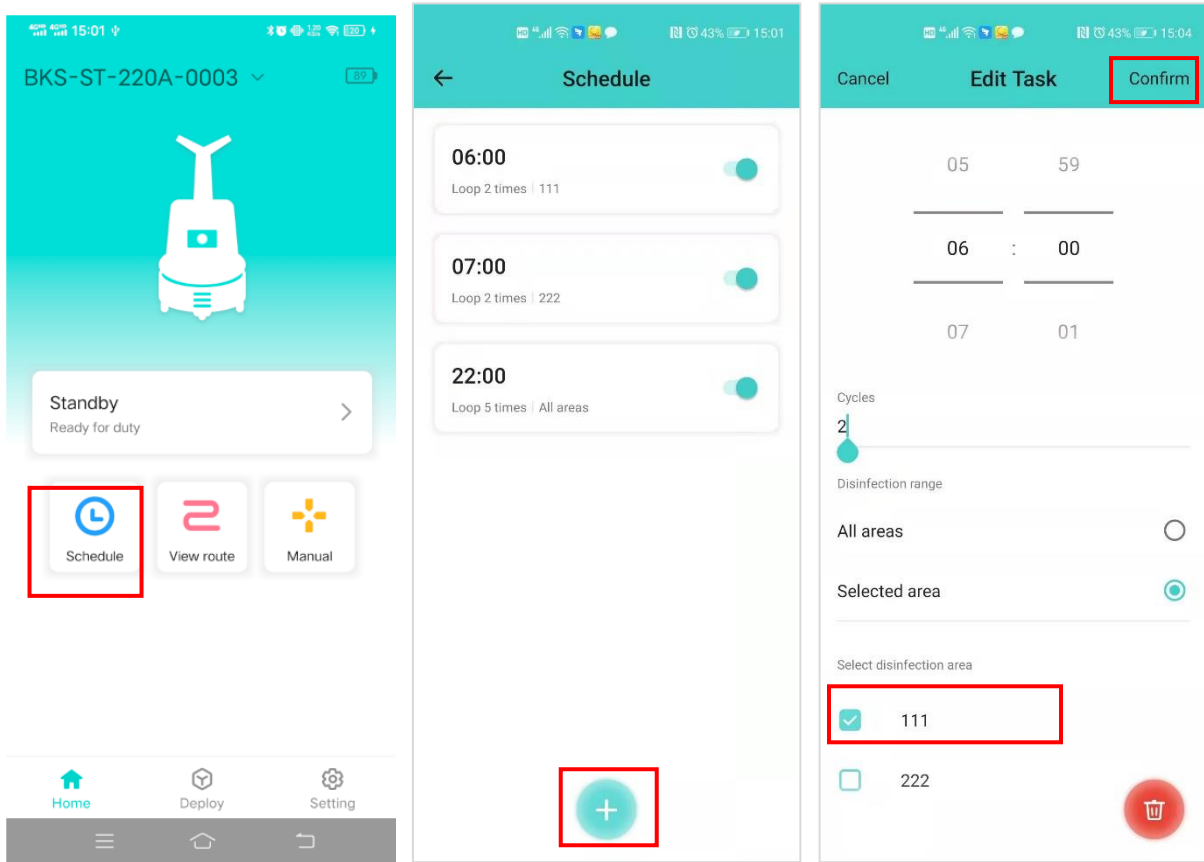 15:01
20
BKS-ST-220A-0003
89
Standby
Ready for duty
Schedule
View route
Manual
Home
Deploy
Setting
43% 15:01
Schedule
06:00
Loop 2 times | 111
07:00
Loop 2 times | 222
22:00
Loop 5 times | All areas
43% 15:04
Cancel
Edit Task
Confirm
05 59
06 : 00
07 01
Cycles
2
Disinfection range
All areas
Selected area
Select disinfection area
111
222